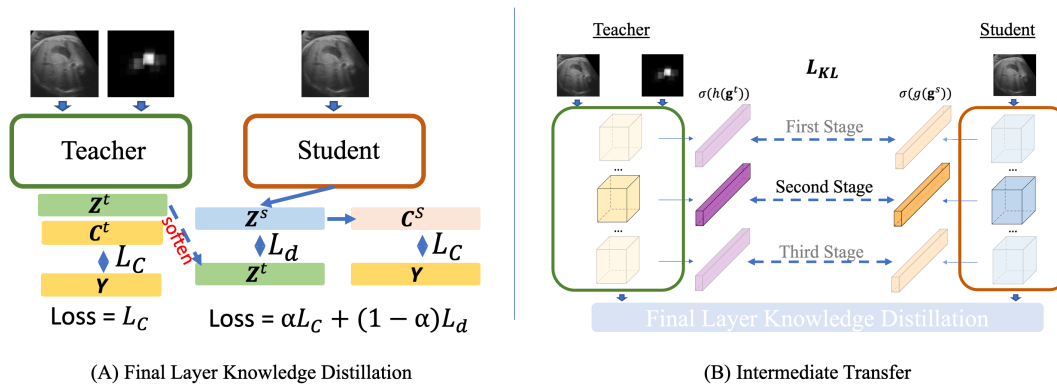 Teacher
Student
Z^t
C^t
L_C
Y
soften
Z^s
L_d
Z^t
C^s
L_C
Y
Loss = L_C
Loss = αL_C + (1 − α)L_d
(A) Final Layer Knowledge Distillation
Teacher
Student
L_KL
σ(h(g^t))
σ(g(g^s))
First Stage
...
...
Second Stage
...
...
Third Stage
Final Layer Knowledge Distillation
(B) Intermediate Transfer